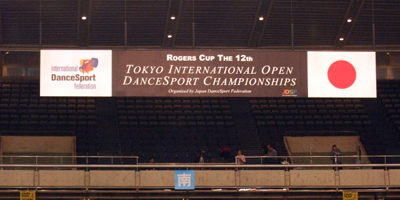 international
DanceSport
Federation
ROGERS CUP THE 12th
TOKYO INTERNATIONAL OPEN
DANCESPORT CHAMPIONSHIPS
Organized by Japan DanceSport Federation
南